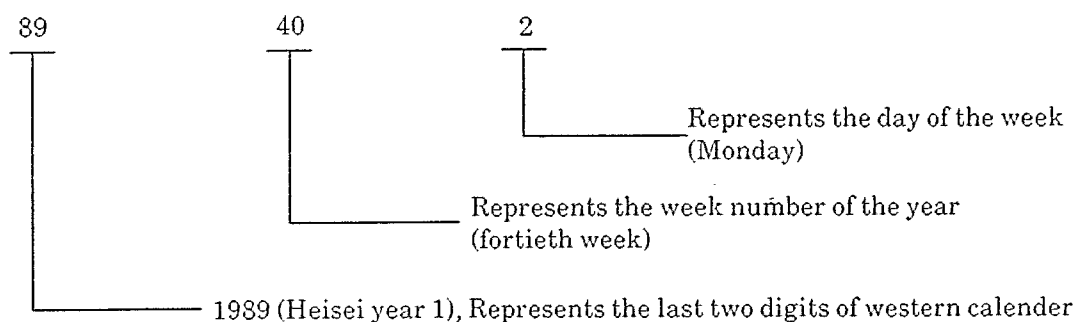 89 40 2
Represents the day of the week
(Monday)
Represents the week number of the year
(fortieth week)
1989 (Heisei year 1), Represents the last two digits of western calender